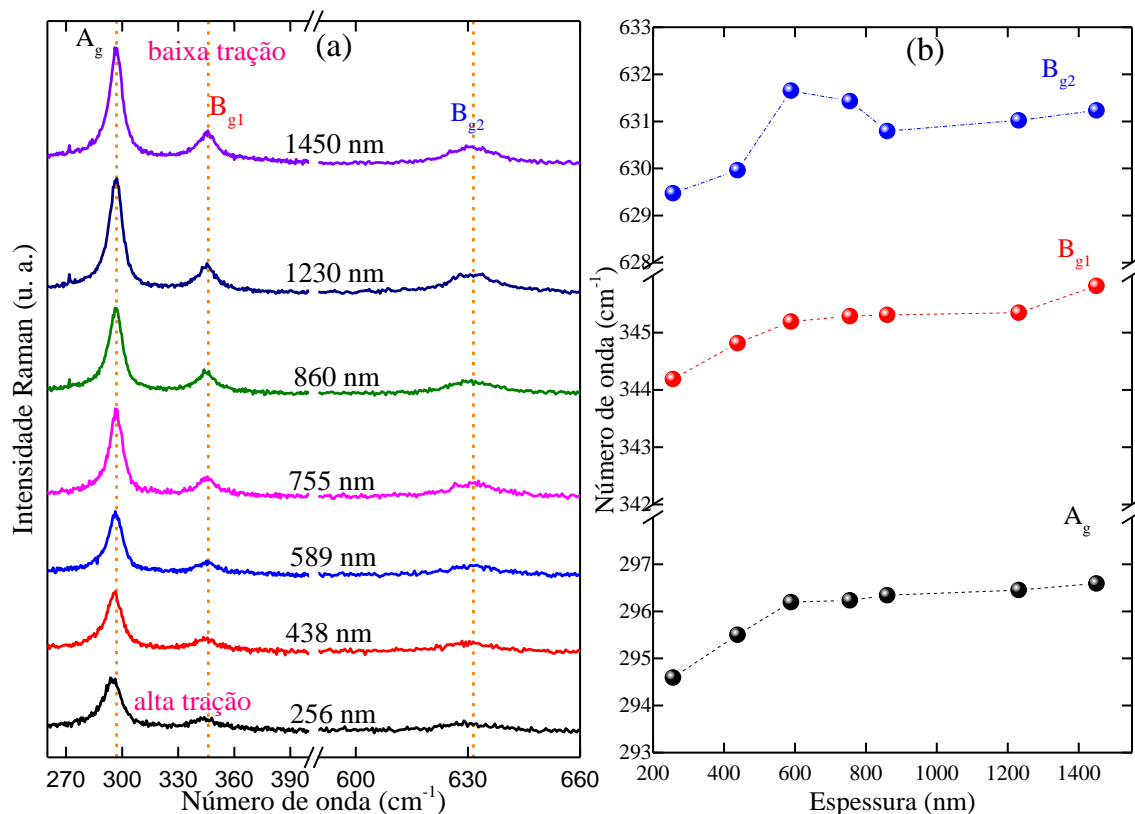 A_g
baixa tração
(a)
B_g1
B_g2
1450 nm
1230 nm
860 nm
755 nm
589 nm
438 nm
alta tração
256 nm
Intensidade Raman (u. a.)
270 300 330 360 390 600 630 660
Número de onda (cm⁻¹)
(b)
B_g2
B_g1
A_g
633
632
631
630
629
628
345
344
343
342
297
296
295
294
293
Número de onda (cm⁻¹)
200 400 600 800 1000 1200 1400
Espessura (nm)